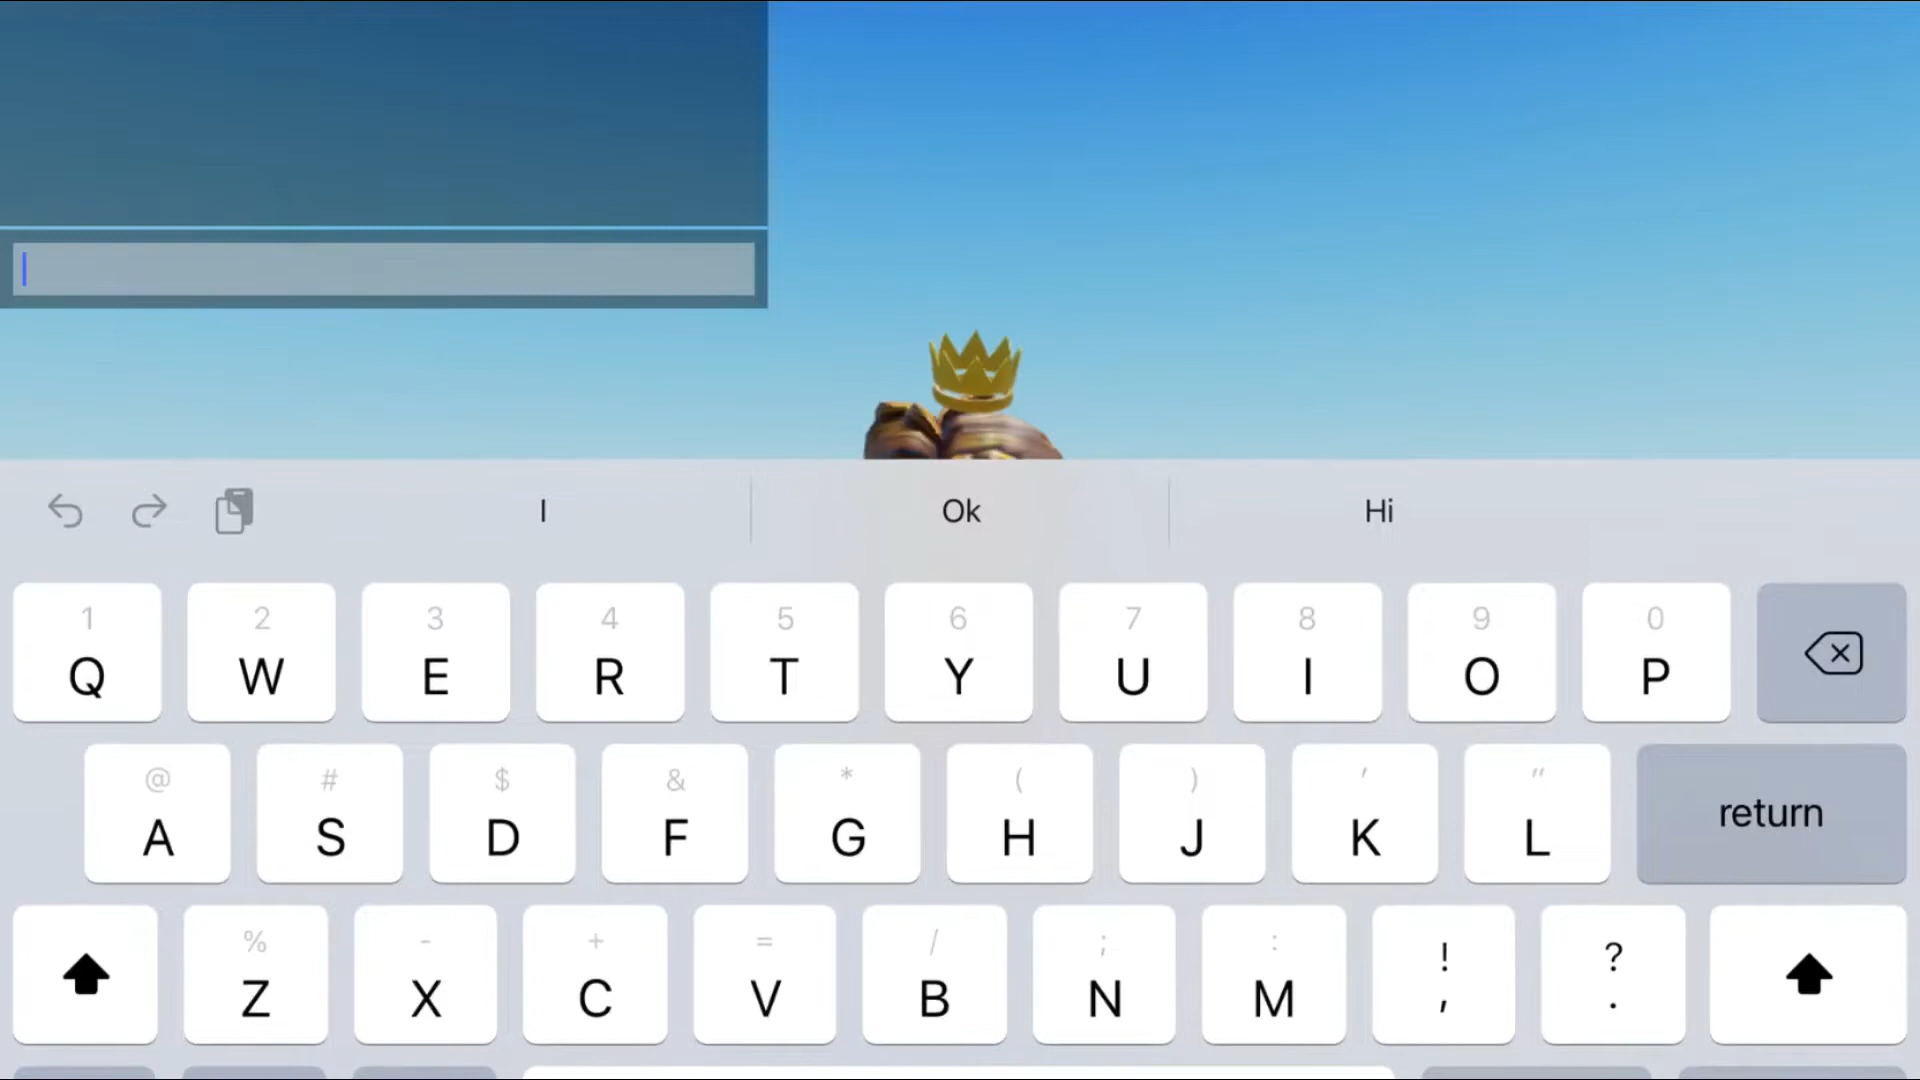 I Ok Hi
1 2 3 4 5 6 7 8 9 0
Q W E R T Y U I O P
@ # $ & * ( ) ' "
A S D F G H J K L return
% - + = / ; : ! ?
Z X C V B N M , .